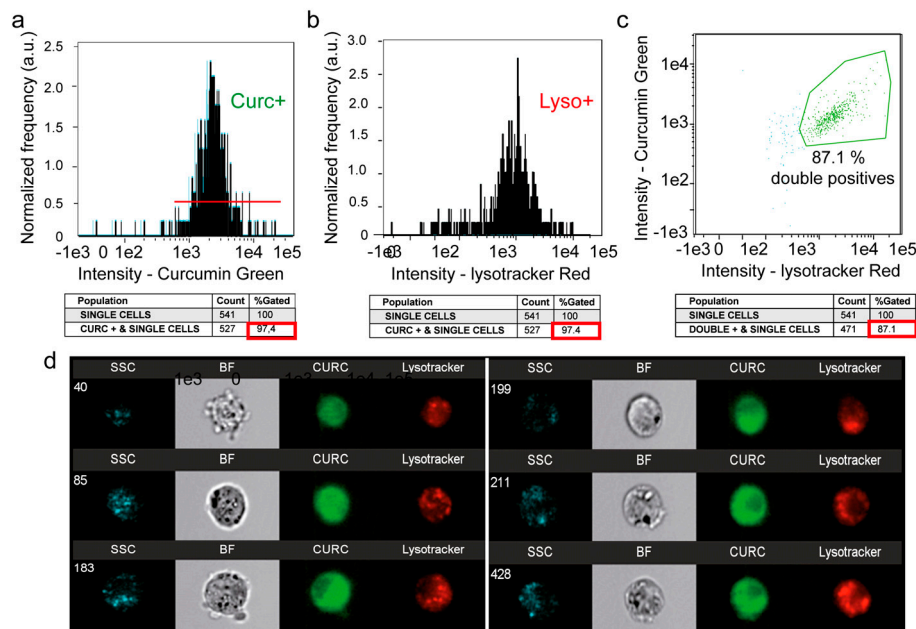 a
2.5
2.0
1.5
1.0
0.5
0
Normalized frequency (a.u.)
Curc+
-1e3 0 1e2 1e3 1e4 1e5
Intensity - Curcumin Green
Population Count %Gated
SINGLE CELLS 541 100
CURC + & SINGLE CELLS 527 97.4
b
3.0
2.5
2.0
1.5
1.0
0.5
0
Normalized frequency (a.u.)
Lyso+
-1e3 0 1e2 1e3 1e4 1e5
Intensity - lysotracker Red
Population Count %Gated
SINGLE CELLS 541 100
CURC + & SINGLE CELLS 527 97.4
c
1e4
1e3
1e2
-1e3
Intensity - Curcumin Green
87.1 %
double positives
-1e3 0 1e2 1e3 1e4 1e5
Intensity - lysotracker Red
Population Count %Gated
SINGLE CELLS 541 100
DOUBLE + & SINGLE CELLS 471 87.1
d
SSC BF CURC Lysotracker
1e3 0 1e3 1e4 1e5
40
SSC BF CURC Lysotracker
85
SSC BF CURC Lysotracker
183
SSC BF CURC Lysotracker
199
SSC BF CURC Lysotracker
211
SSC BF CURC Lysotracker
428